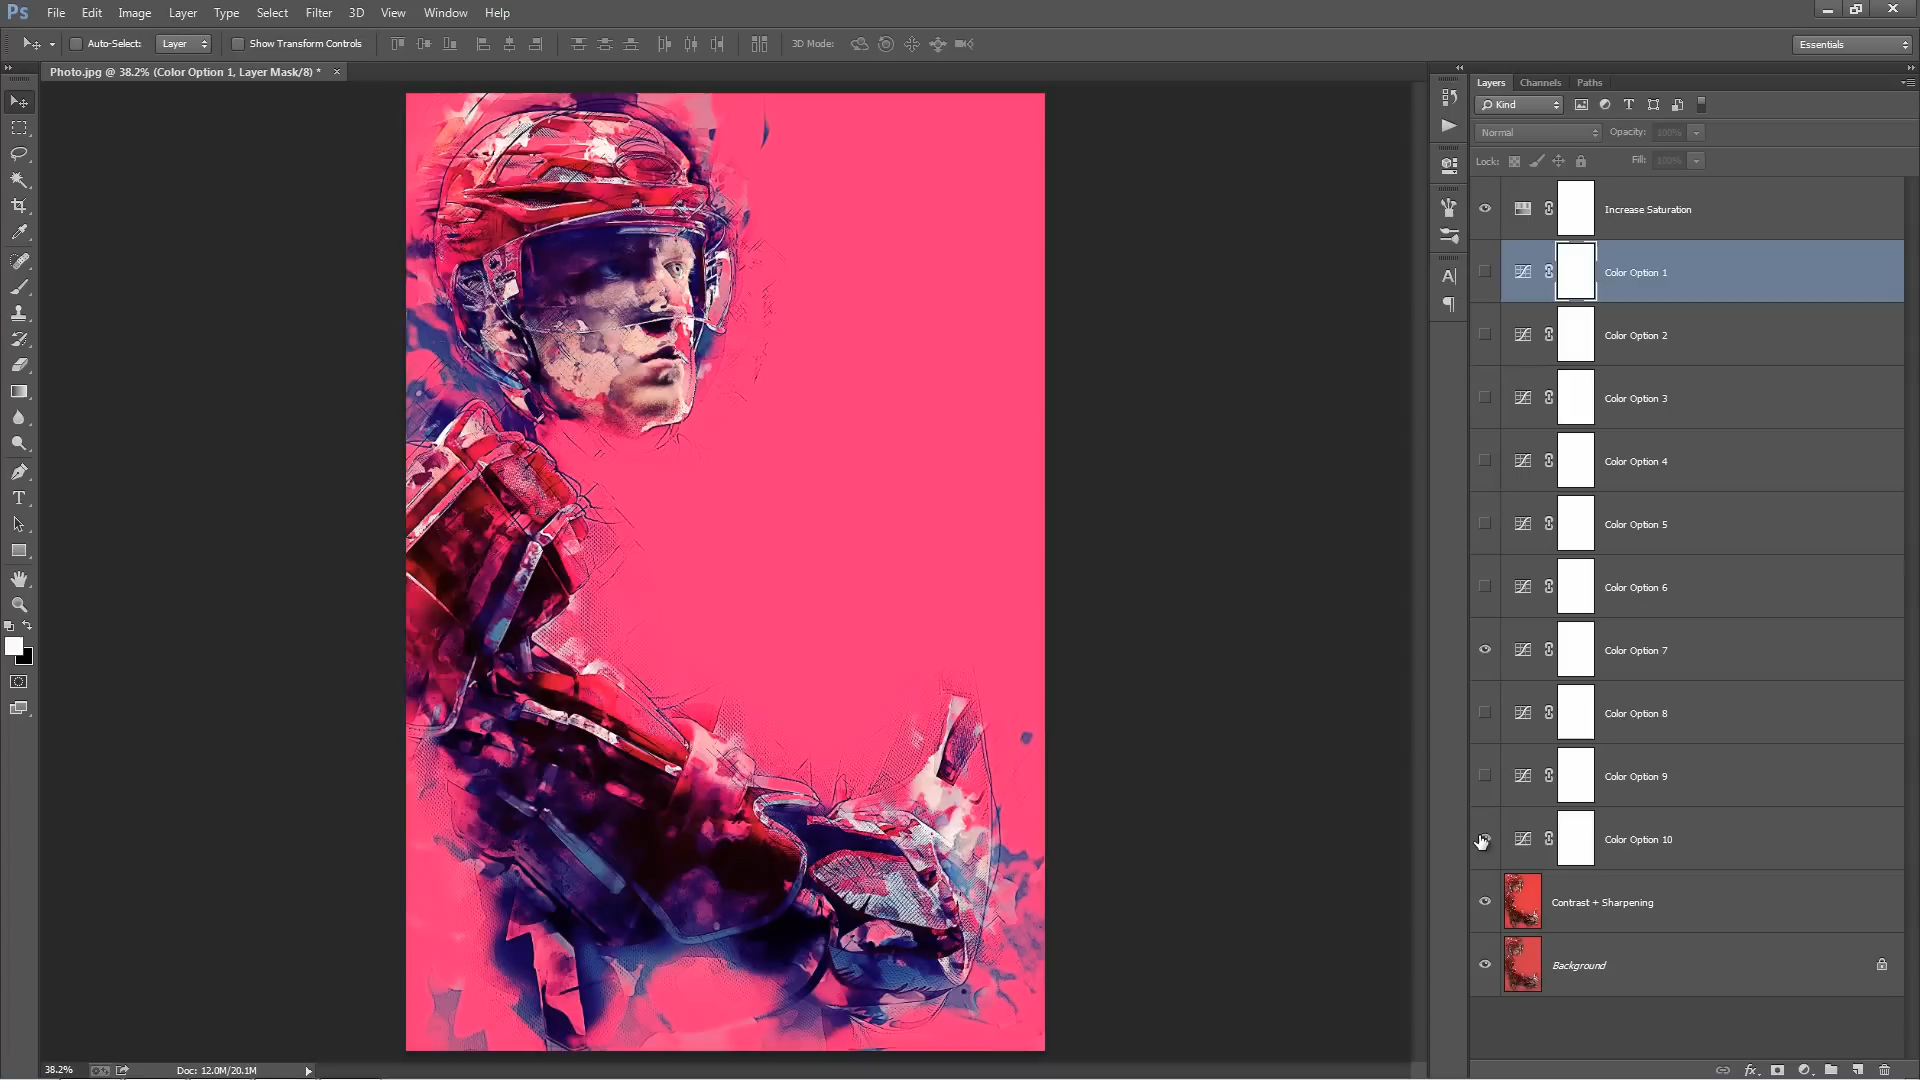 Ps File Edit Image Layer Type Select Filter 3D View Window Help
Auto-Select: Layer Show Transform Controls 3D Mode: Essentials
Photo.jpg @ 38.2% (Color Option 1, Layer Mask/8) * ×
Layers Channels Paths
Kind
Normal Opacity: 100%
Lock: Fill: 100%
Increase Saturation
Color Option 1
Color Option 2
Color Option 3
Color Option 4
Color Option 5
Color Option 6
Color Option 7
Color Option 8
Color Option 9
Color Option 10
Contrast + Sharpening
Background
38.2% Doc: 12.0M/20.1M
fx